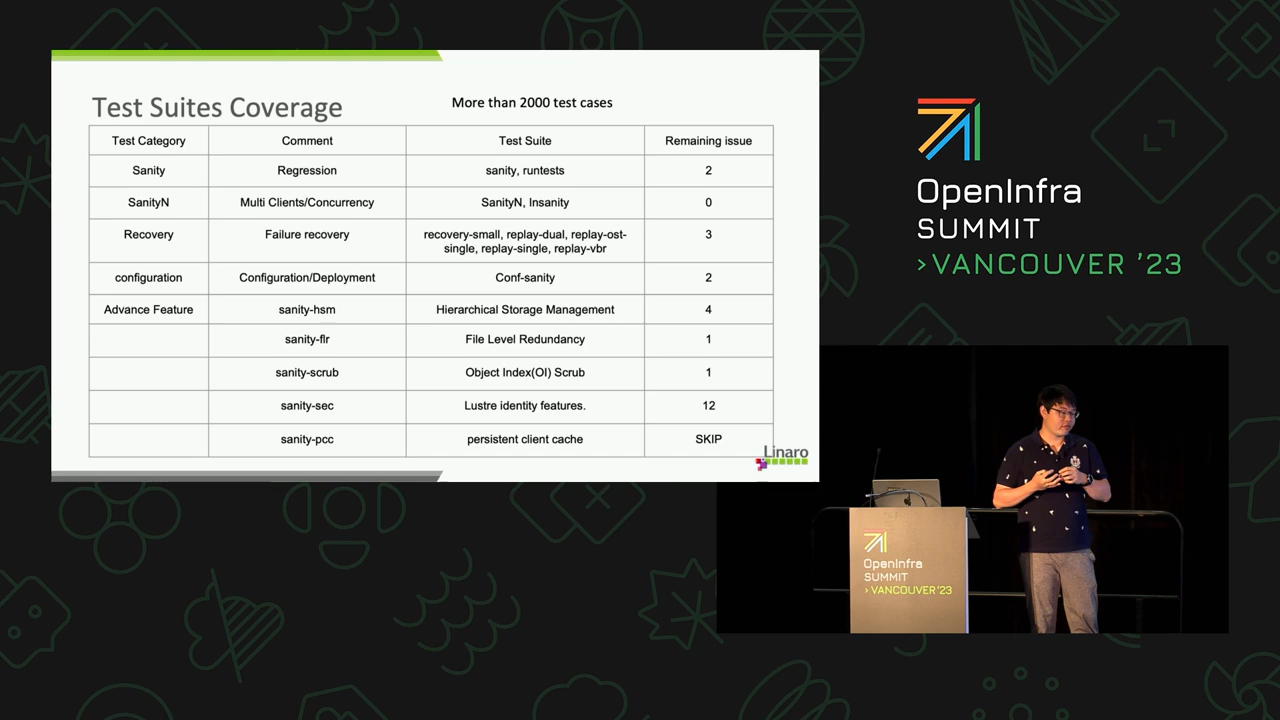 Test Suites Coverage
More than 2000 test cases
Test Category Comment Test Suite Remaining issue
Sanity Regression sanity, runtests 2
SanityN Multi Clients/Concurrency SanityN, Insanity 0
Recovery Failure recovery recovery-small, replay-dual, replay-ost- 3
single, replay-single, replay-vbr
configuration Configuration/Deployment Conf-sanity 2
Advance Feature sanity-hsm Hierarchical Storage Management 4
sanity-flr File Level Redundancy 1
sanity-scrub Object Index(OI) Scrub 1
sanity-sec Lustre identity features. 12
sanity-pcc persistent client cache SKIP
Linaro
OpenInfra
SUMMIT
›VANCOUVER ’23
OpenInfra
SUMMIT
› VANCOUVER ’23